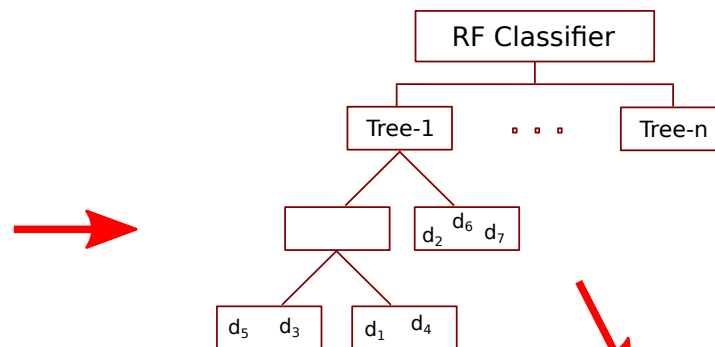 RF Classifier
Tree-1
Tree-n
d₂ d₆ d₇
d₅ d₃
d₁ d₄